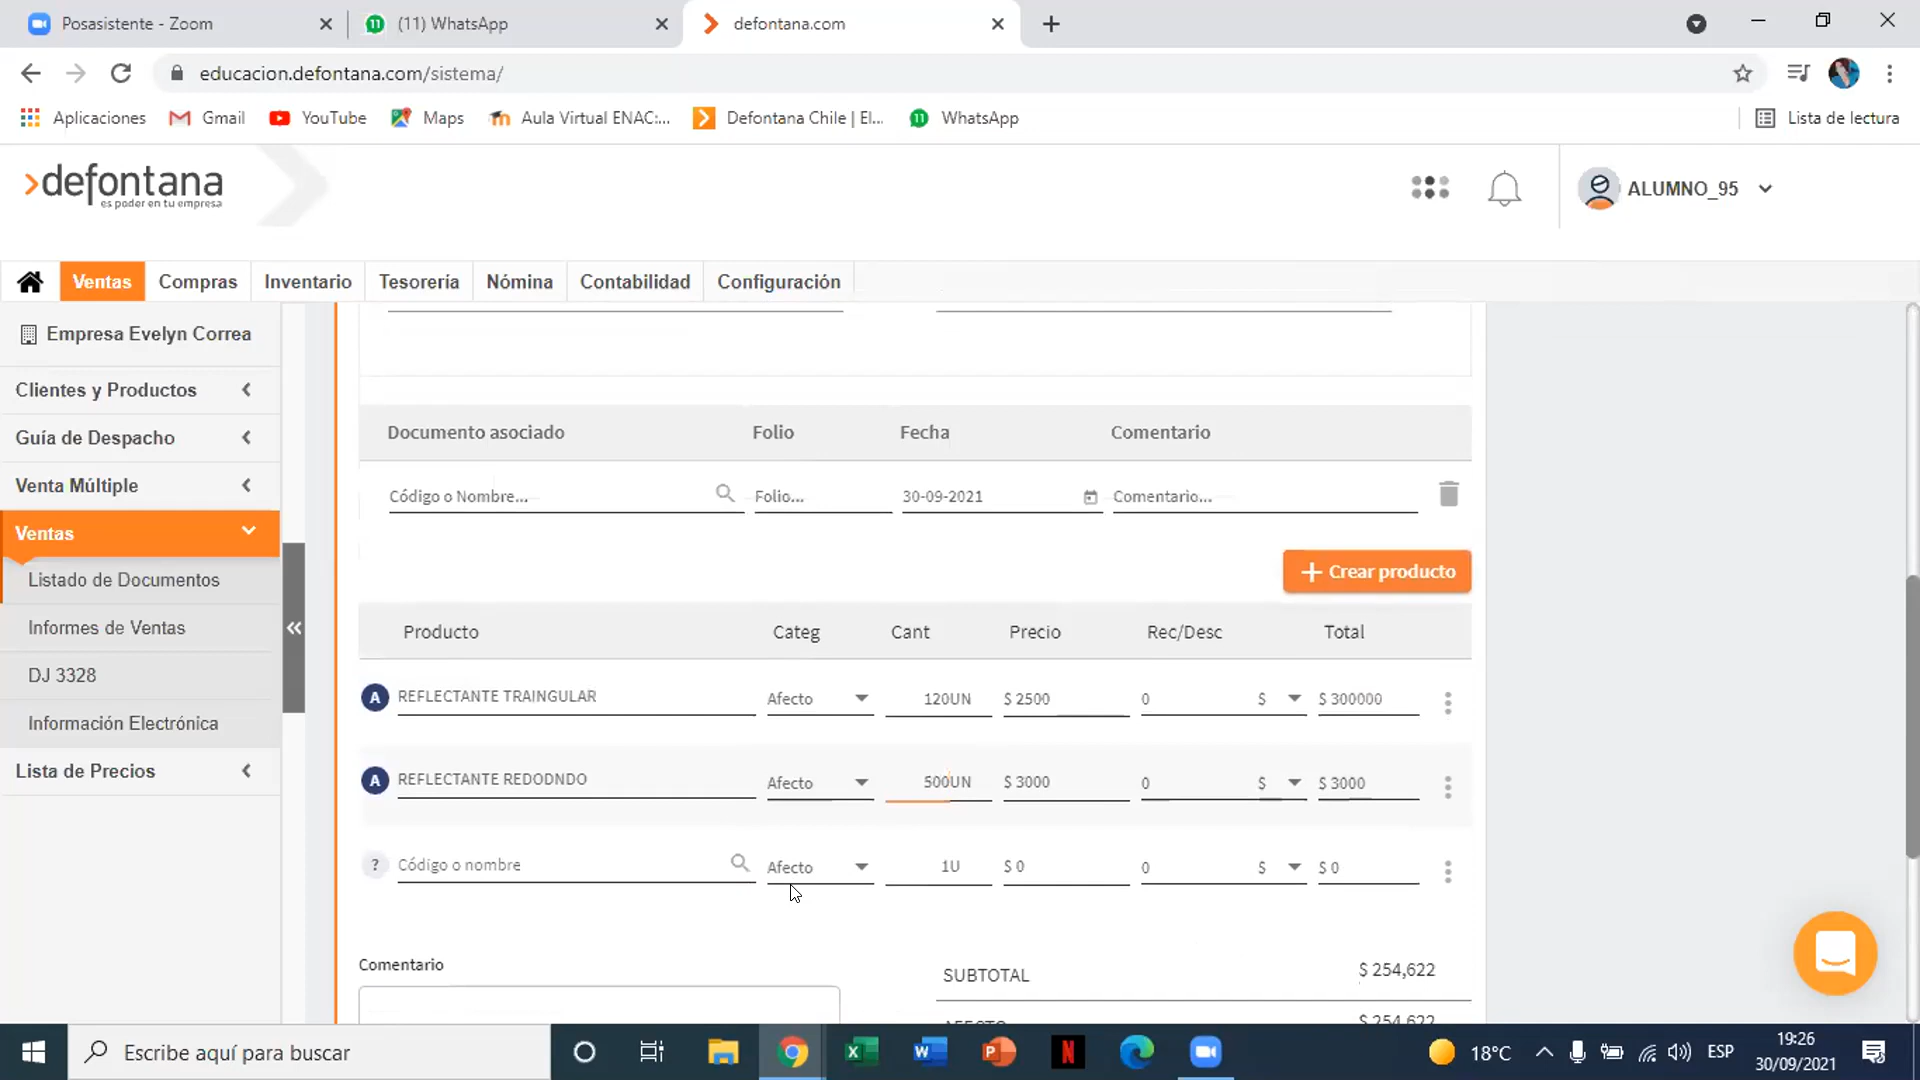 Posasistente - Zoom
(11) WhatsApp
defontana.com
educacion.defontana.com/sistema/
Aplicaciones
Gmail
YouTube
Maps
Aula Virtual ENAC:...
Defontana Chile | El...
11
WhatsApp
Lista de lectura
defontana
es poder en tu empresa
ALUMNO_95
Ventas
Compras
Inventario
Tesorería
Nómina
Contabilidad
Configuración
Empresa Evelyn Correa
Clientes y Productos
Guía de Despacho
Venta Múltiple
Ventas
Listado de Documentos
Informes de Ventas
DJ 3328
Información Electrónica
Lista de Precios
Documento asociado Folio Fecha Comentario
Código o Nombre... Folio... 30-09-2021 Comentario...
+ Crear producto
Producto Categ Cant Precio Rec/Desc Total
A REFLECTANTE TRAINGULAR Afecto 120UN $ 2500 0 $ $ 300000
A REFLECTANTE REDODNDO Afecto 500UN $ 3000 0 $ $ 3000
? Código o nombre Afecto 1U $ 0 0 $ $ 0
Comentario
SUBTOTAL $ 254,622
AFECTO $ 254,622
Escribe aquí para buscar
18°C
ESP
19:26
30/09/2021